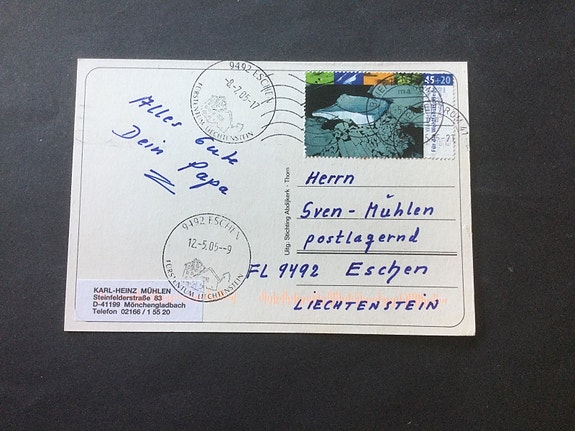 9492 ESCHEN
-8.-7.05-17
FÜRSTENTUM LIECHTENSTEIN
45+20
Alles Gute
Dein Papa
Uitg. Stichting Abdijkerk - Thorn
Herrn
Sven-Mühlen
postlagernd
FL 9492 Eschen
LIECHTENSTEIN
9492 ESCHEN
12.-5.05--9
FÜRSTENTUM LIECHTENSTEIN
KARL-HEINZ MÜHLEN
Steinfelderstraße 83
D-41199 Mönchengladbach
Telefon 02166 / 1 55 20